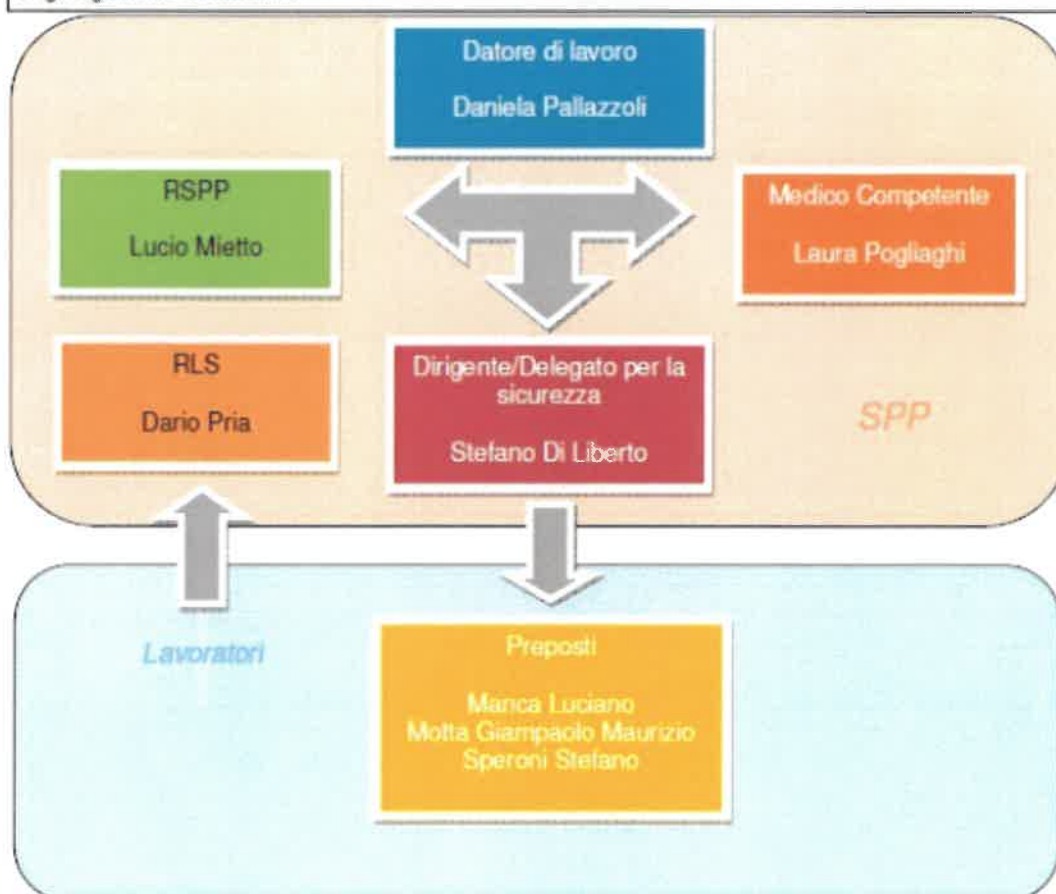 Datore di lavoro
Daniela Pallazzoli
RSPP
Lucio Mietto
Medico Competente
Laura Pogliaghi
RLS
Dario Pria
Dirigente/Delegato per la
sicurezza
Stefano Di Liberto
SPP
Lavoratori
Preposti
Manca Luciano
Motta Giampaolo Maurizio
Speroni Stefano